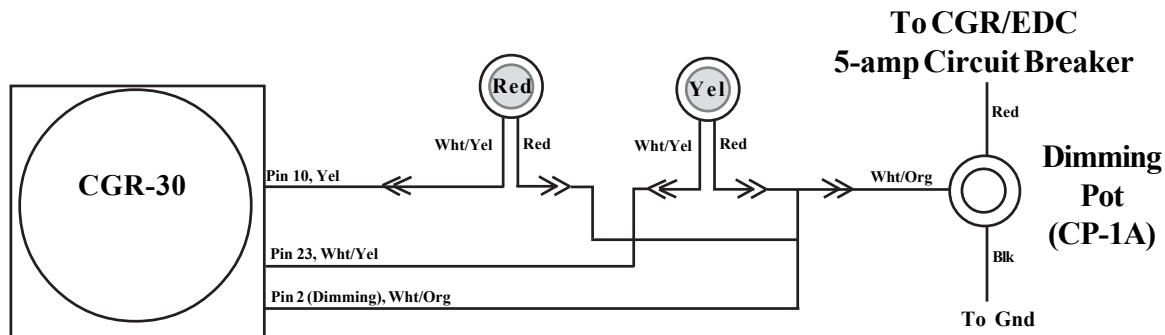 To CGR/EDC
5-amp Circuit Breaker
Red
Yel
Red
Wht/Yel
Red
Wht/Yel
Red
Dimming
Pot
(CP-1A)
CGR-30
Pin 10, Yel
Wht/Org
Pin 23, Wht/Yel
Blk
Pin 2 (Dimming), Wht/Org
To Gnd